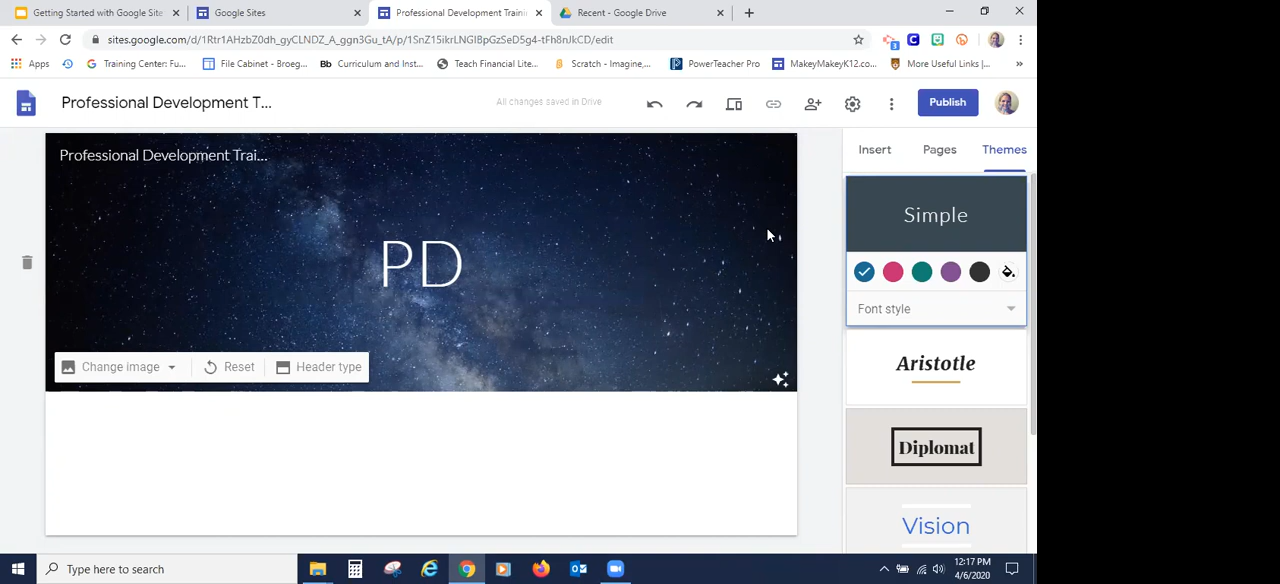 Getting Started with Google Site
Google Sites
Professional Development Traini
Recent - Google Drive
sites.google.com/d/1Rtr1AHzbZ0dh_gyCLNDZ_A_ggn3Gu_tA/p/1SnZ15ikrLNGI8pGzSeD5g4-tFh8nJkCD/edit
Apps
Training Center: Fu...
File Cabinet - Broeg...
Bb Curriculum and Inst...
Teach Financial Lite...
Scratch - Imagine,...
PowerTeacher Pro
MakeyMakeyK12.co...
More Useful Links |...
»
Professional Development T...
All changes saved in Drive
Publish
Professional Development Trai...
PD
Change image
Reset
Header type
Insert
Pages
Themes
Simple
Font style
Aristotle
Diplomat
Vision
Type here to search
12:17 PM
4/6/2020